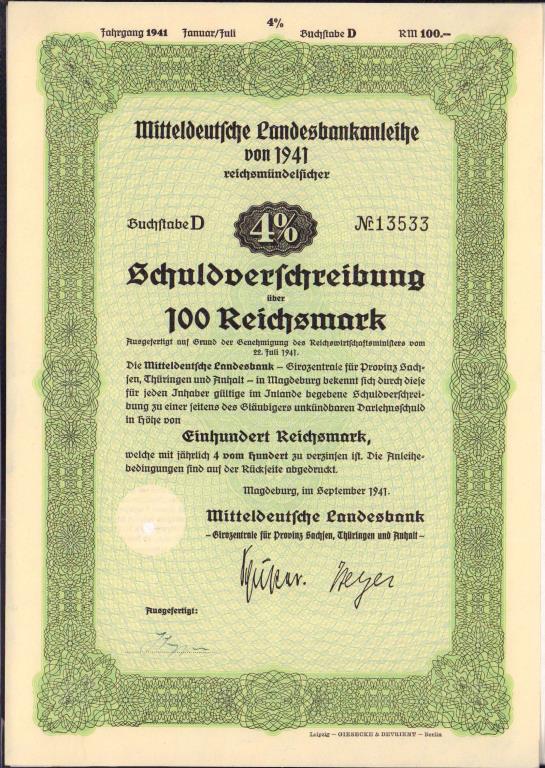 4%
Jahrgang 1941 Januar/Juli Buchstabe D RM 100.—
Mitteldeutsche Landesbankanleihe
von 1941
reichsmündelsicher
Buchstabe D 4% № 13533
Schuldverschreibung
über
100 Reichsmark
Ausgefertigt auf Grund der Genehmigung des Reichswirtschaftsministers vom
22. Juli 1941.
Die Mitteldeutsche Landesbank – Girozentrale für Provinz Sach-
sen, Thüringen und Anhalt – in Magdeburg bekennt sich durch diese
für jeden Inhaber gültige im Inlande begebene Schuldverschrei-
bung zu einer seitens des Gläubigers unkündbaren Darlehnsschuld
in Höhe von
Einhundert Reichsmark,
welche mit jährlich 4 vom Hundert zu verzinsen ist. Die Anleihe-
bedingungen sind auf der Rückseite abgedruckt.
Magdeburg, im September 1941.
Mitteldeutsche Landesbank
– Girozentrale für Provinz Sachsen, Thüringen und Anhalt –
Ausgefertigt:
Leipzig – GIESECKE & DEVRIENT – Berlin